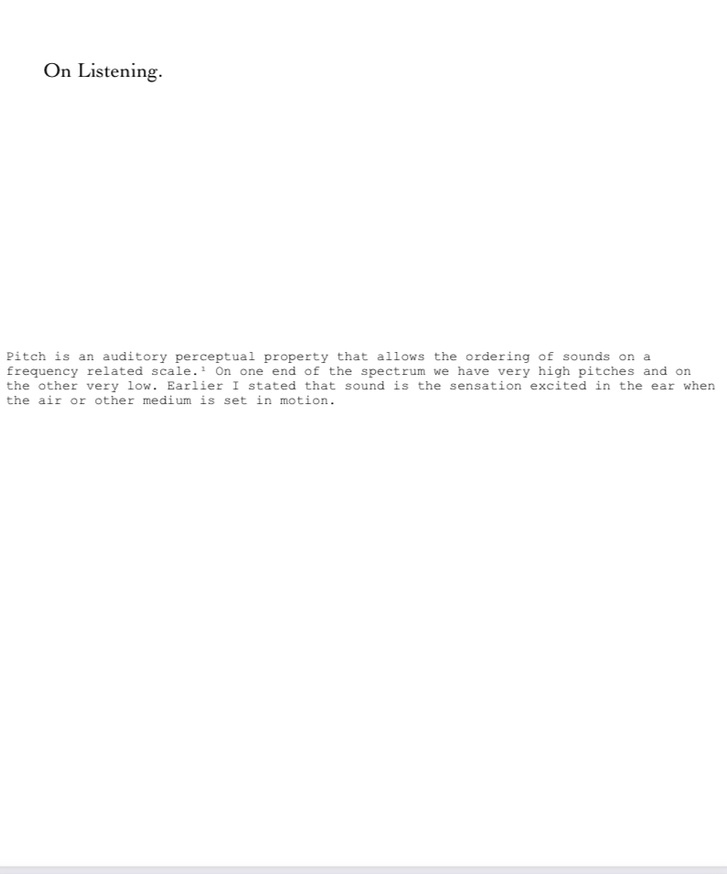 On Listening.
Pitch is an auditory perceptual property that allows the ordering of sounds on a
frequency related scale.¹ On one end of the spectrum we have very high pitches and on
the other very low. Earlier I stated that sound is the sensation excited in the ear when
the air or other medium is set in motion.